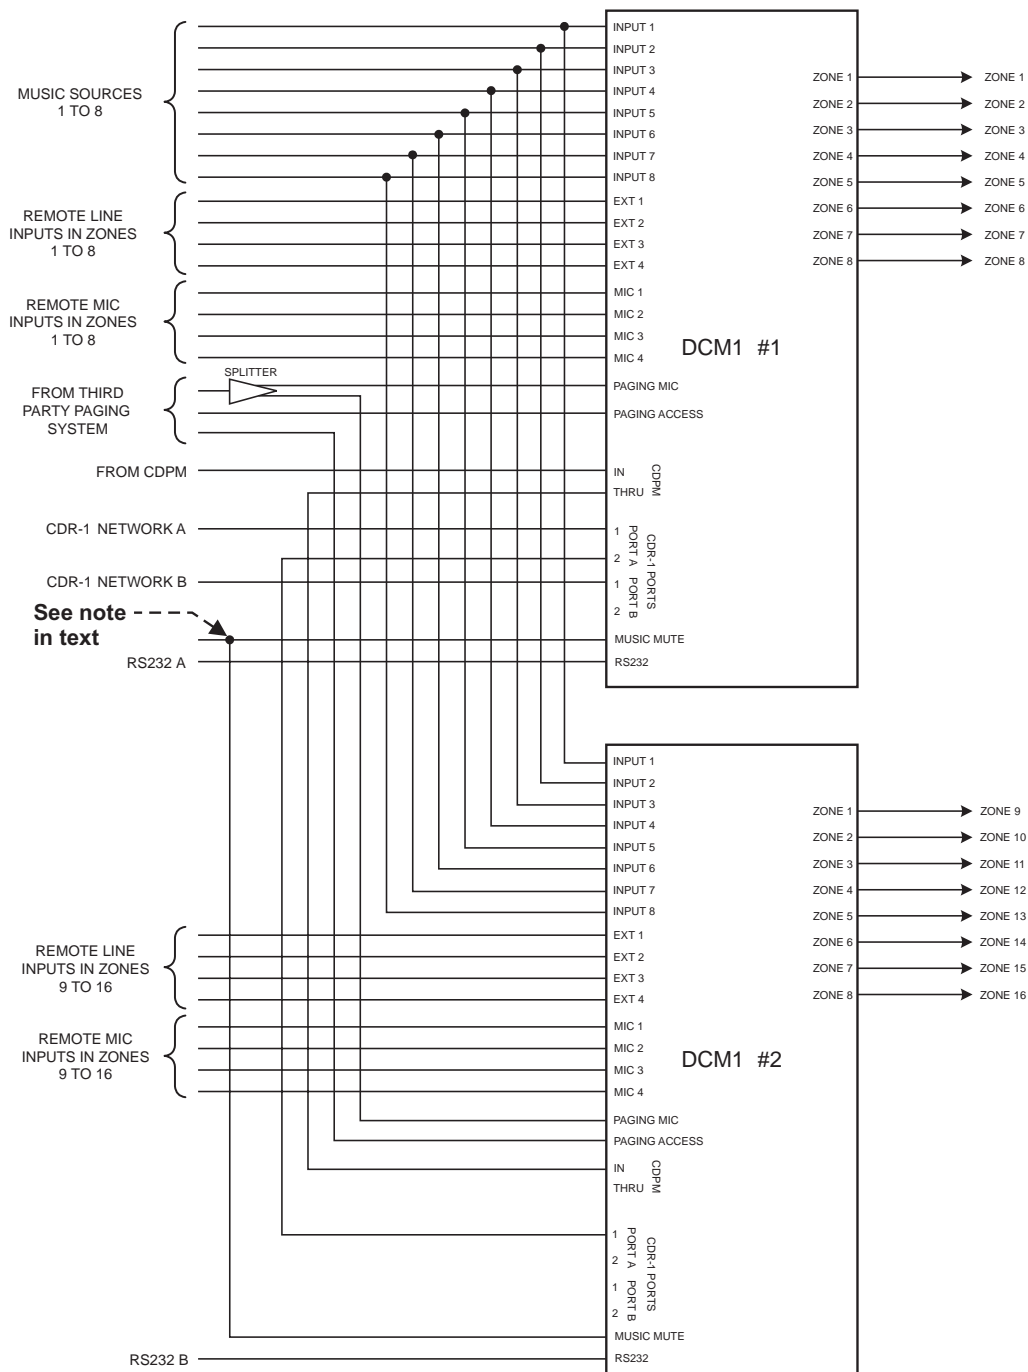 MUSIC SOURCES
1 TO 8
REMOTE LINE
INPUTS IN ZONES
1 TO 8
REMOTE MIC
INPUTS IN ZONES
1 TO 8
FROM THIRD
PARTY PAGING
SYSTEM
SPLITTER
FROM CDPM
CDR-1 NETWORK A
CDR-1 NETWORK B
See note
in text
RS232 A
INPUT 1
INPUT 2
INPUT 3
INPUT 4
INPUT 5
INPUT 6
INPUT 7
INPUT 8
EXT 1
EXT 2
EXT 3
EXT 4
MIC 1
MIC 2
MIC 3
MIC 4
PAGING MIC
PAGING ACCESS
IN
THRU
CDPM
1
2
PORT A
1
2
PORT B
CDR-1 PORTS
MUSIC MUTE
RS232
DCM1 #1
ZONE 1 ZONE 1
ZONE 2 ZONE 2
ZONE 3 ZONE 3
ZONE 4 ZONE 4
ZONE 5 ZONE 5
ZONE 6 ZONE 6
ZONE 7 ZONE 7
ZONE 8 ZONE 8
REMOTE LINE
INPUTS IN ZONES
9 TO 16
REMOTE MIC
INPUTS IN ZONES
9 TO 16
RS232 B
INPUT 1
INPUT 2
INPUT 3
INPUT 4
INPUT 5
INPUT 6
INPUT 7
INPUT 8
EXT 1
EXT 2
EXT 3
EXT 4
MIC 1
MIC 2
MIC 3
MIC 4
PAGING MIC
PAGING ACCESS
IN
THRU
CDPM
1
2
PORT A
1
2
PORT B
CDR-1 PORTS
MUSIC MUTE
RS232
DCM1 #2
ZONE 1 ZONE 9
ZONE 2 ZONE 10
ZONE 3 ZONE 11
ZONE 4 ZONE 12
ZONE 5 ZONE 13
ZONE 6 ZONE 14
ZONE 7 ZONE 15
ZONE 8 ZONE 16